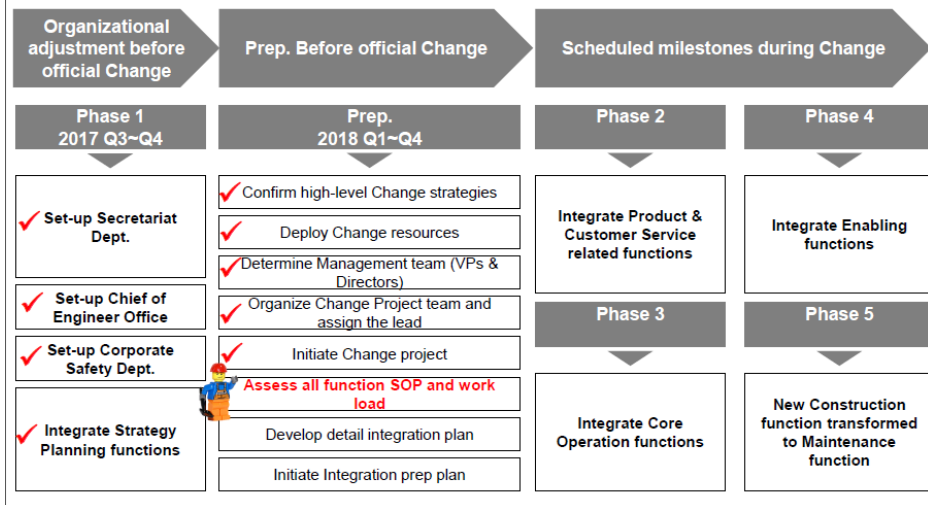 Organizational
adjustment before
official Change
Prep. Before official Change
Scheduled milestones during Change
Phase 1
2017 Q3~Q4
Set-up Secretariat
Dept.
Set-up Chief of
Engineer Office
Set-up Corporate
Safety Dept.
Integrate Strategy
Planning functions
Prep.
2018 Q1~Q4
Confirm high-level Change strategies
Deploy Change resources
Determine Management team (VPs &
Directors)
Organize Change Project team and
assign the lead
Initiate Change project
Assess all function SOP and work
load
Develop detail integration plan
Initiate Integration prep plan
Phase 2
Integrate Product &
Customer Service
related functions
Phase 3
Integrate Core
Operation functions
Phase 4
Integrate Enabling
functions
Phase 5
New Construction
function transformed
to Maintenance
function